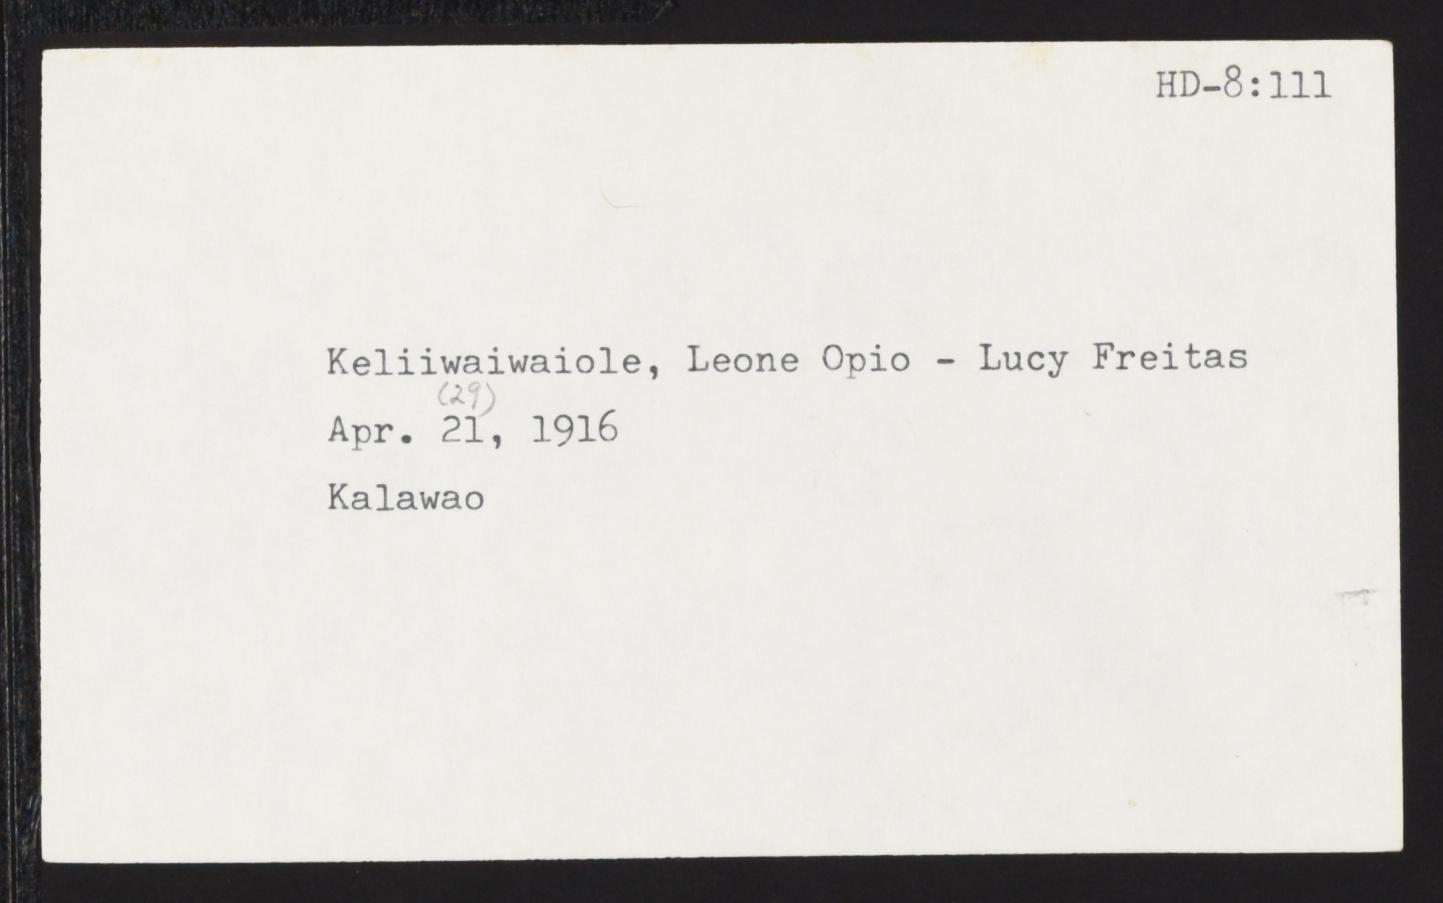 HD-8:111
Keliiwaiwaiole, Leone Opio - Lucy Freitas
(29)
Apr. 21, 1916
Kalawao